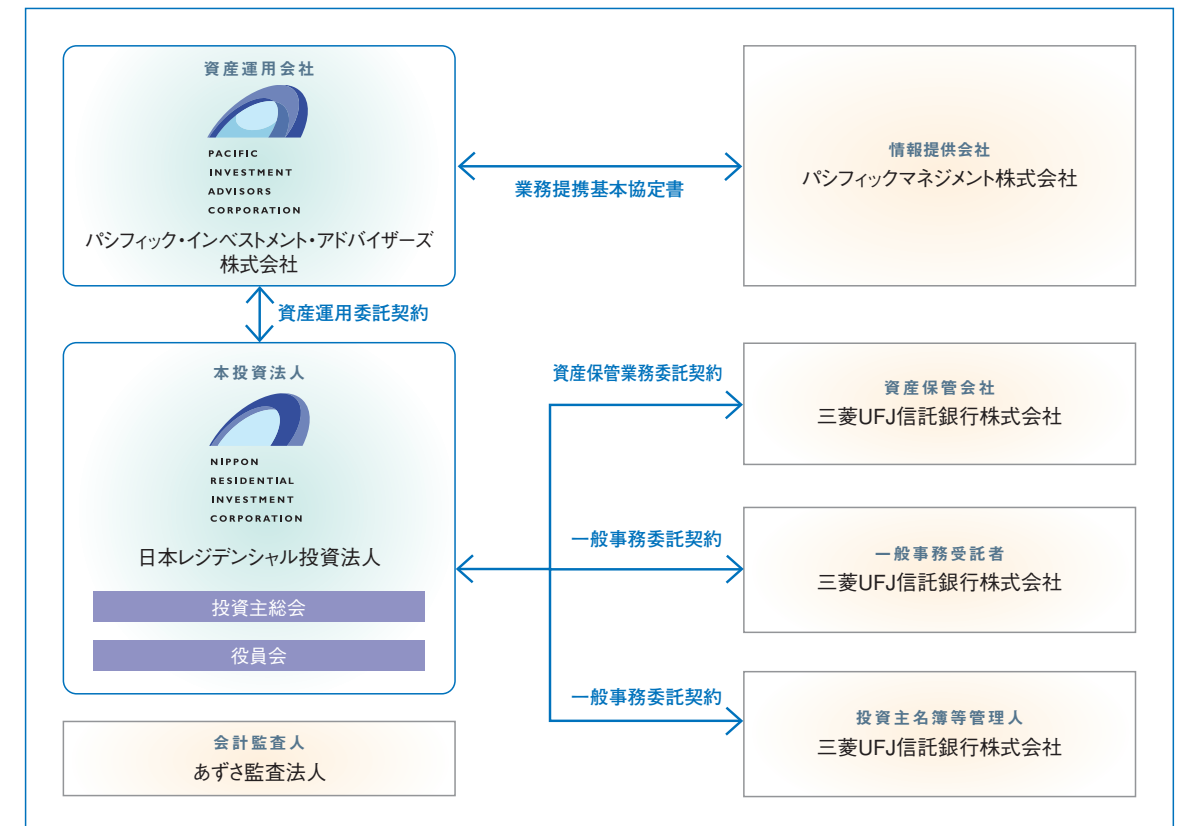 資産運用会社
PACIFIC
INVESTMENT
ADVISORS
CORPORATION
パシフィック・インベストメント・アドバイザーズ
株式会社
業務提携基本協定書
情報提供会社
パシフィックマネジメント株式会社
資産運用委託契約
本投資法人
NIPPON
RESIDENTIAL
INVESTMENT
CORPORATION
日本レジデンシャル投資法人
投資主総会
役員会
資産保管業務委託契約
資産保管会社
三菱UFJ信託銀行株式会社
一般事務委託契約
一般事務受託者
三菱UFJ信託銀行株式会社
一般事務委託契約
投資主名簿等管理人
三菱UFJ信託銀行株式会社
会計監査人
あずさ監査法人